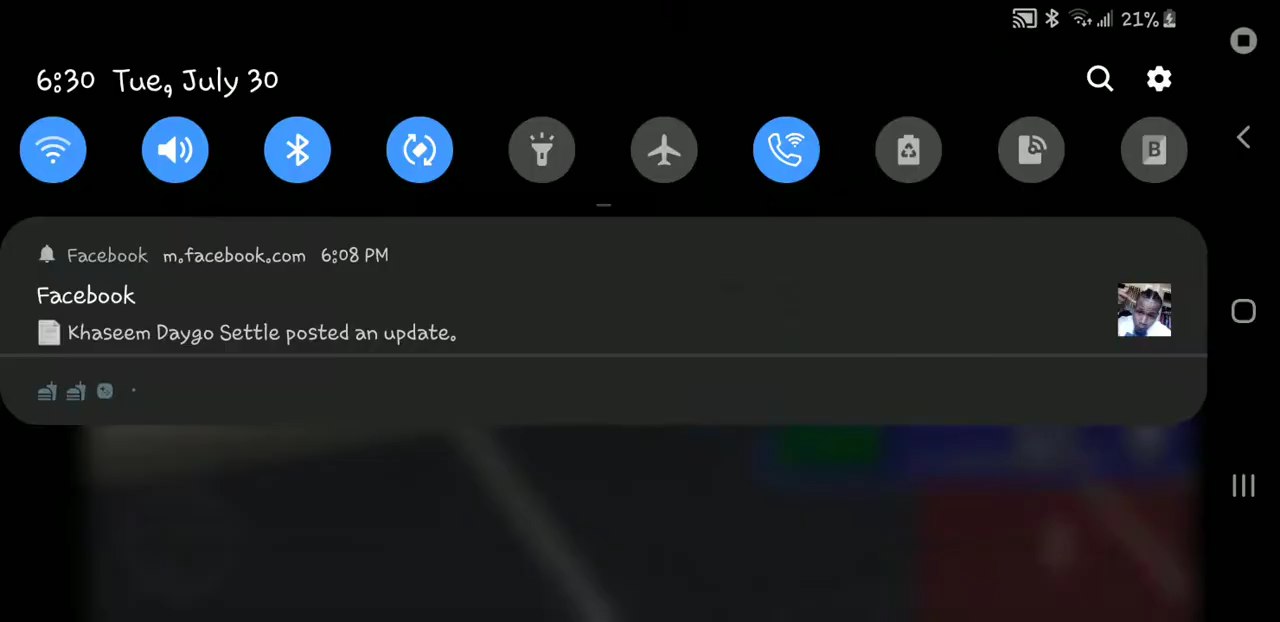 21%
6:30 Tue, July 30
B
Facebook m.facebook.com 6:08 PM
Facebook
Khaseem Daygo Settle posted an update.